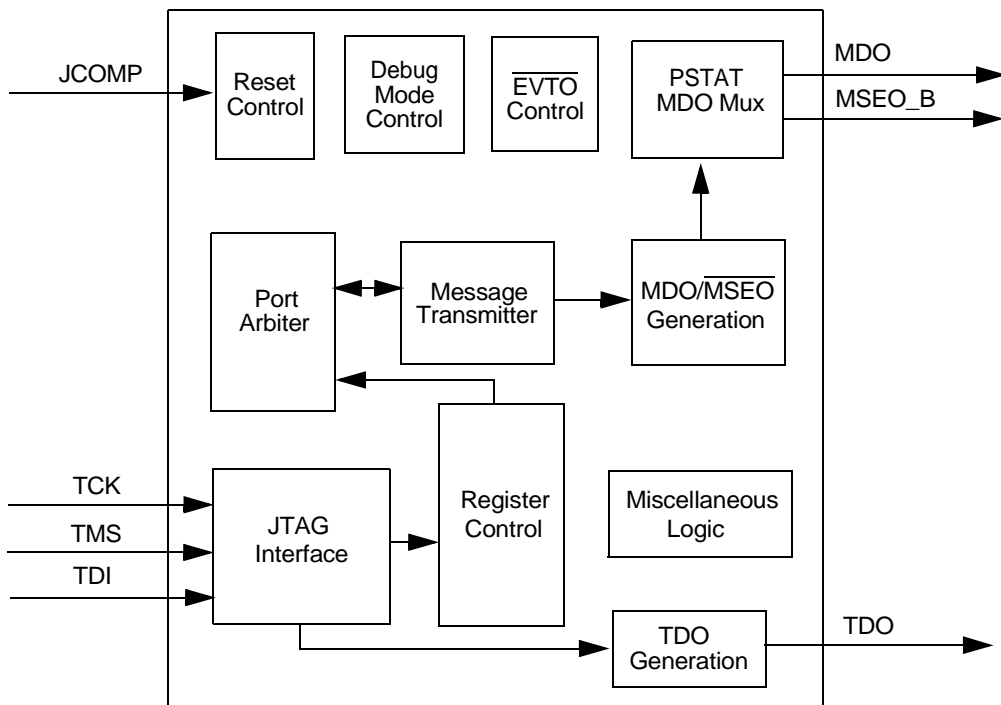 JCOMP
Reset
Control
Debug
Mode
Control
EVTO
Control
PSTAT
MDO Mux
MDO
MSEO_B
Port
Arbiter
Message
Transmitter
MDO/MSEO
Generation
TCK
TMS
TDI
JTAG
Interface
Register
Control
Miscellaneous
Logic
TDO
Generation
TDO